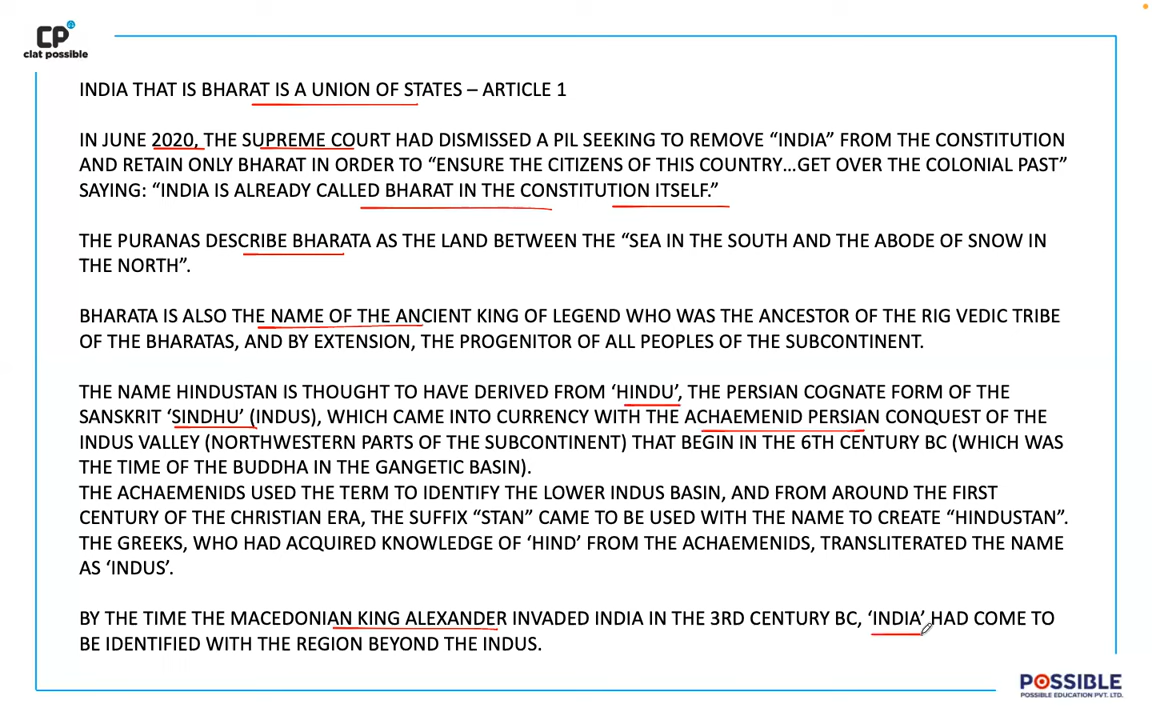 CP
clat possible
INDIA THAT IS BHARAT IS A UNION OF STATES – ARTICLE 1
IN JUNE 2020, THE SUPREME COURT HAD DISMISSED A PIL SEEKING TO REMOVE “INDIA” FROM THE CONSTITUTION
AND RETAIN ONLY BHARAT IN ORDER TO “ENSURE THE CITIZENS OF THIS COUNTRY…GET OVER THE COLONIAL PAST”
SAYING: “INDIA IS ALREADY CALLED BHARAT IN THE CONSTITUTION ITSELF.”
THE PURANAS DESCRIBE BHARATA AS THE LAND BETWEEN THE “SEA IN THE SOUTH AND THE ABODE OF SNOW IN
THE NORTH”.
BHARATA IS ALSO THE NAME OF THE ANCIENT KING OF LEGEND WHO WAS THE ANCESTOR OF THE RIG VEDIC TRIBE
OF THE BHARATAS, AND BY EXTENSION, THE PROGENITOR OF ALL PEOPLES OF THE SUBCONTINENT.
THE NAME HINDUSTAN IS THOUGHT TO HAVE DERIVED FROM ‘HINDU’, THE PERSIAN COGNATE FORM OF THE
SANSKRIT ‘SINDHU’ (INDUS), WHICH CAME INTO CURRENCY WITH THE ACHAEMENID PERSIAN CONQUEST OF THE
INDUS VALLEY (NORTHWESTERN PARTS OF THE SUBCONTINENT) THAT BEGIN IN THE 6TH CENTURY BC (WHICH WAS
THE TIME OF THE BUDDHA IN THE GANGETIC BASIN).
THE ACHAEMENIDS USED THE TERM TO IDENTIFY THE LOWER INDUS BASIN, AND FROM AROUND THE FIRST
CENTURY OF THE CHRISTIAN ERA, THE SUFFIX “STAN” CAME TO BE USED WITH THE NAME TO CREATE “HINDUSTAN”.
THE GREEKS, WHO HAD ACQUIRED KNOWLEDGE OF ‘HIND’ FROM THE ACHAEMENIDS, TRANSLITERATED THE NAME
AS ‘INDUS’.
BY THE TIME THE MACEDONIAN KING ALEXANDER INVADED INDIA IN THE 3RD CENTURY BC, ‘INDIA’ HAD COME TO
BE IDENTIFIED WITH THE REGION BEYOND THE INDUS.
POSSIBLE
POSSIBLE EDUCATION PVT. LTD.